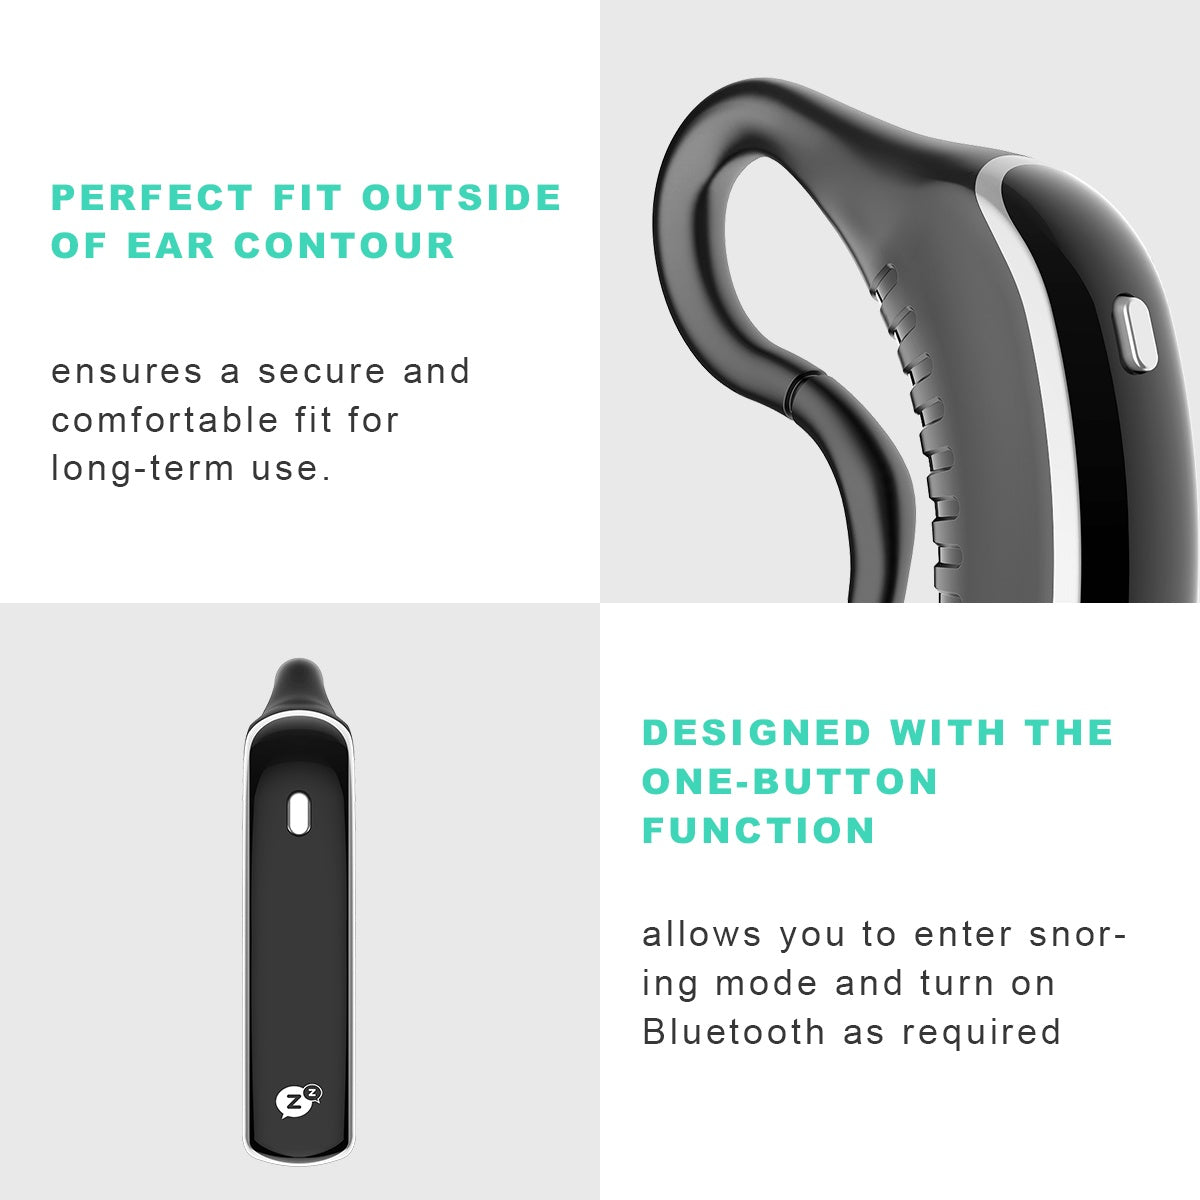 PERFECT FIT OUTSIDE
OF EAR CONTOUR
ensures a secure and
comfortable fit for
long-term use.
z z
DESIGNED WITH THE
ONE-BUTTON
FUNCTION
allows you to enter snor-
ing mode and turn on
Bluetooth as required